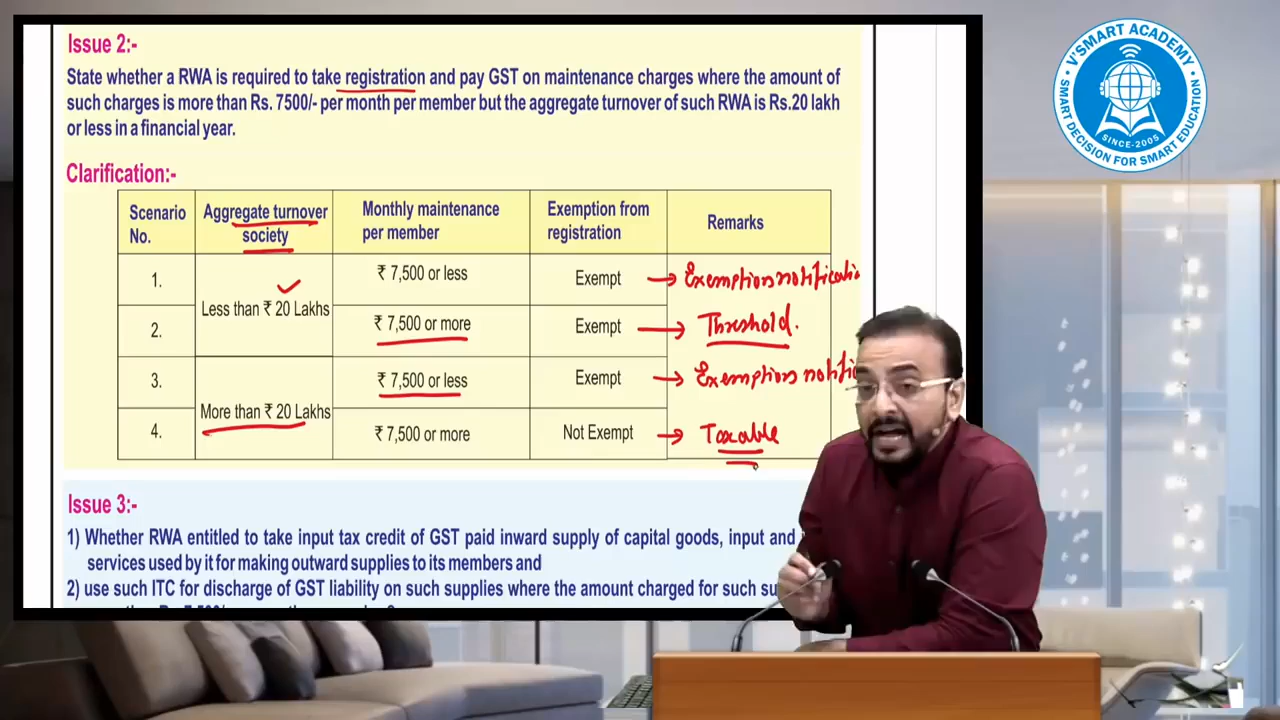 Issue 2:-
State whether a RWA is required to take registration and pay GST on maintenance charges where the amount of
such charges is more than Rs. 7500/- per month per member but the aggregate turnover of such RWA is Rs.20 lakh
or less in a financial year.
Clarification:-
Scenario No. Aggregate turnover society Monthly maintenance per member Exemption from registration Remarks
1. Less than ₹ 20 Lakhs ₹ 7,500 or less Exempt → Exemption notificatio
2. ₹ 7,500 or more Exempt → Threshold.
3. More than ₹ 20 Lakhs ₹ 7,500 or less Exempt → Exemption notific
4. ₹ 7,500 or more Not Exempt → Taxable
Issue 3:-
1) Whether RWA entitled to take input tax credit of GST paid inward supply of capital goods, input and
services used by it for making outward supplies to its members and
2) use such ITC for discharge of GST liability on such supplies where the amount charged for such su
V'SMART ACADEMY
SINCE-2005
SMART DECISION FOR SMART EDUCATION